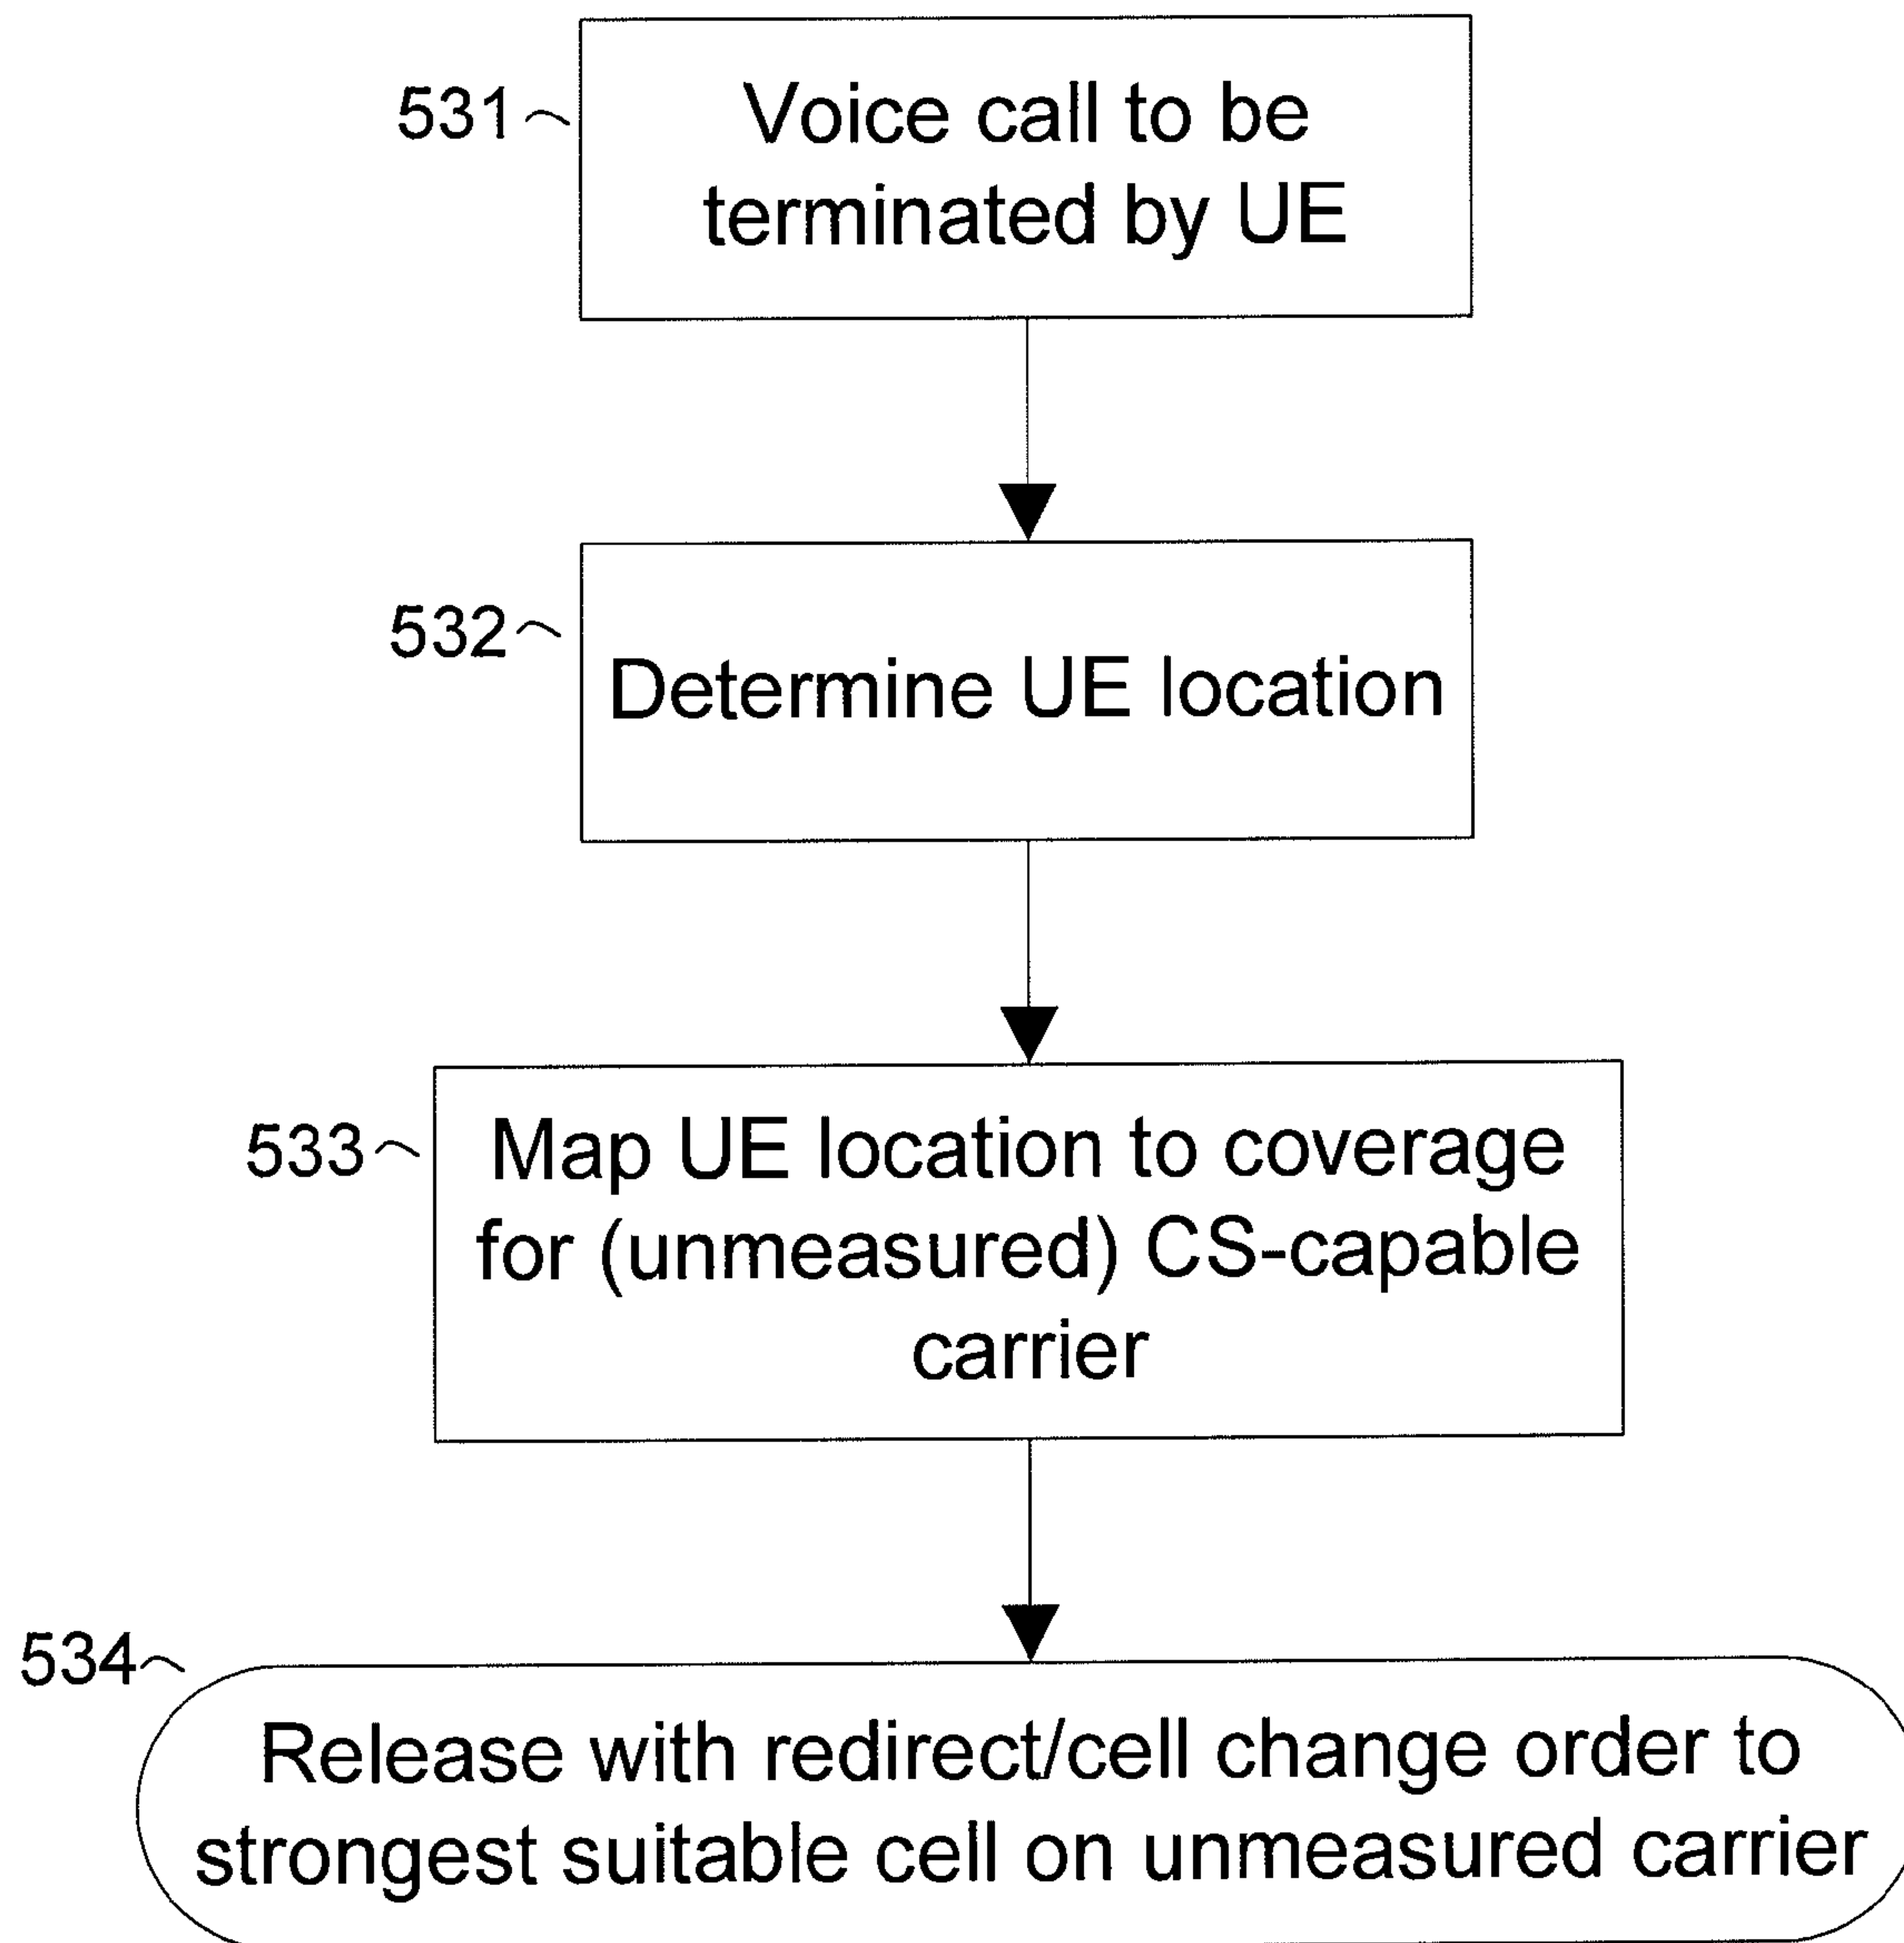 531
Voice call to be
terminated by UE
532
Determine UE location
533
Map UE location to coverage
for (unmeasured) CS-capable
carrier
534
Release with redirect/cell change order to
strongest suitable cell on unmeasured carrier